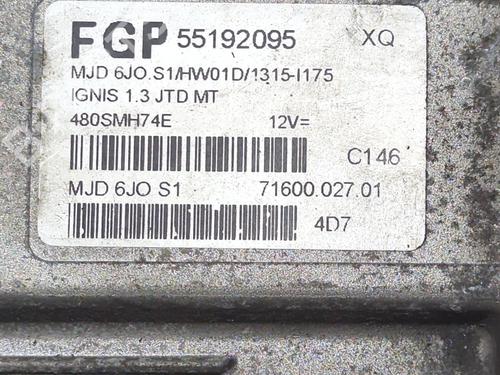 FGP 55192095 XQ
MJD 6JO.S1/HW01D/1315-I175
IGNIS 1.3 JTD MT
480SMH74E 12V=
C146
MJD 6JO S1 71600.027.01
4D7